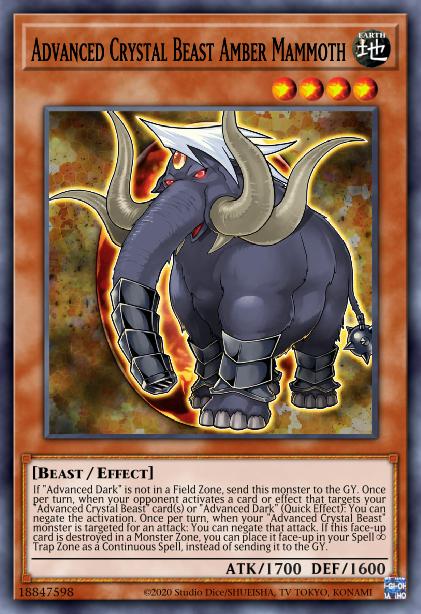 ADVANCED CRYSTAL BEAST AMBER MAMMOTH
EARTH
地
[BEAST / EFFECT]
If "Advanced Dark" is not in a Field Zone, send this monster to the GY. Once
per turn, when your opponent activates a card or effect that targets your
"Advanced Crystal Beast" card(s) or "Advanced Dark" (Quick Effect): You can
negate the activation. Once per turn, when your "Advanced Crystal Beast"
monster is targeted for an attack: You can negate that attack. If this face-up
card is destroyed in a Monster Zone, you can place it face-up in your Spell &
Trap Zone as a Continuous Spell, instead of sending it to the GY.
ATK/1700 DEF/1600
18847598
©2020 Studio Dice/SHUEISHA, TV TOKYO, KONAMI